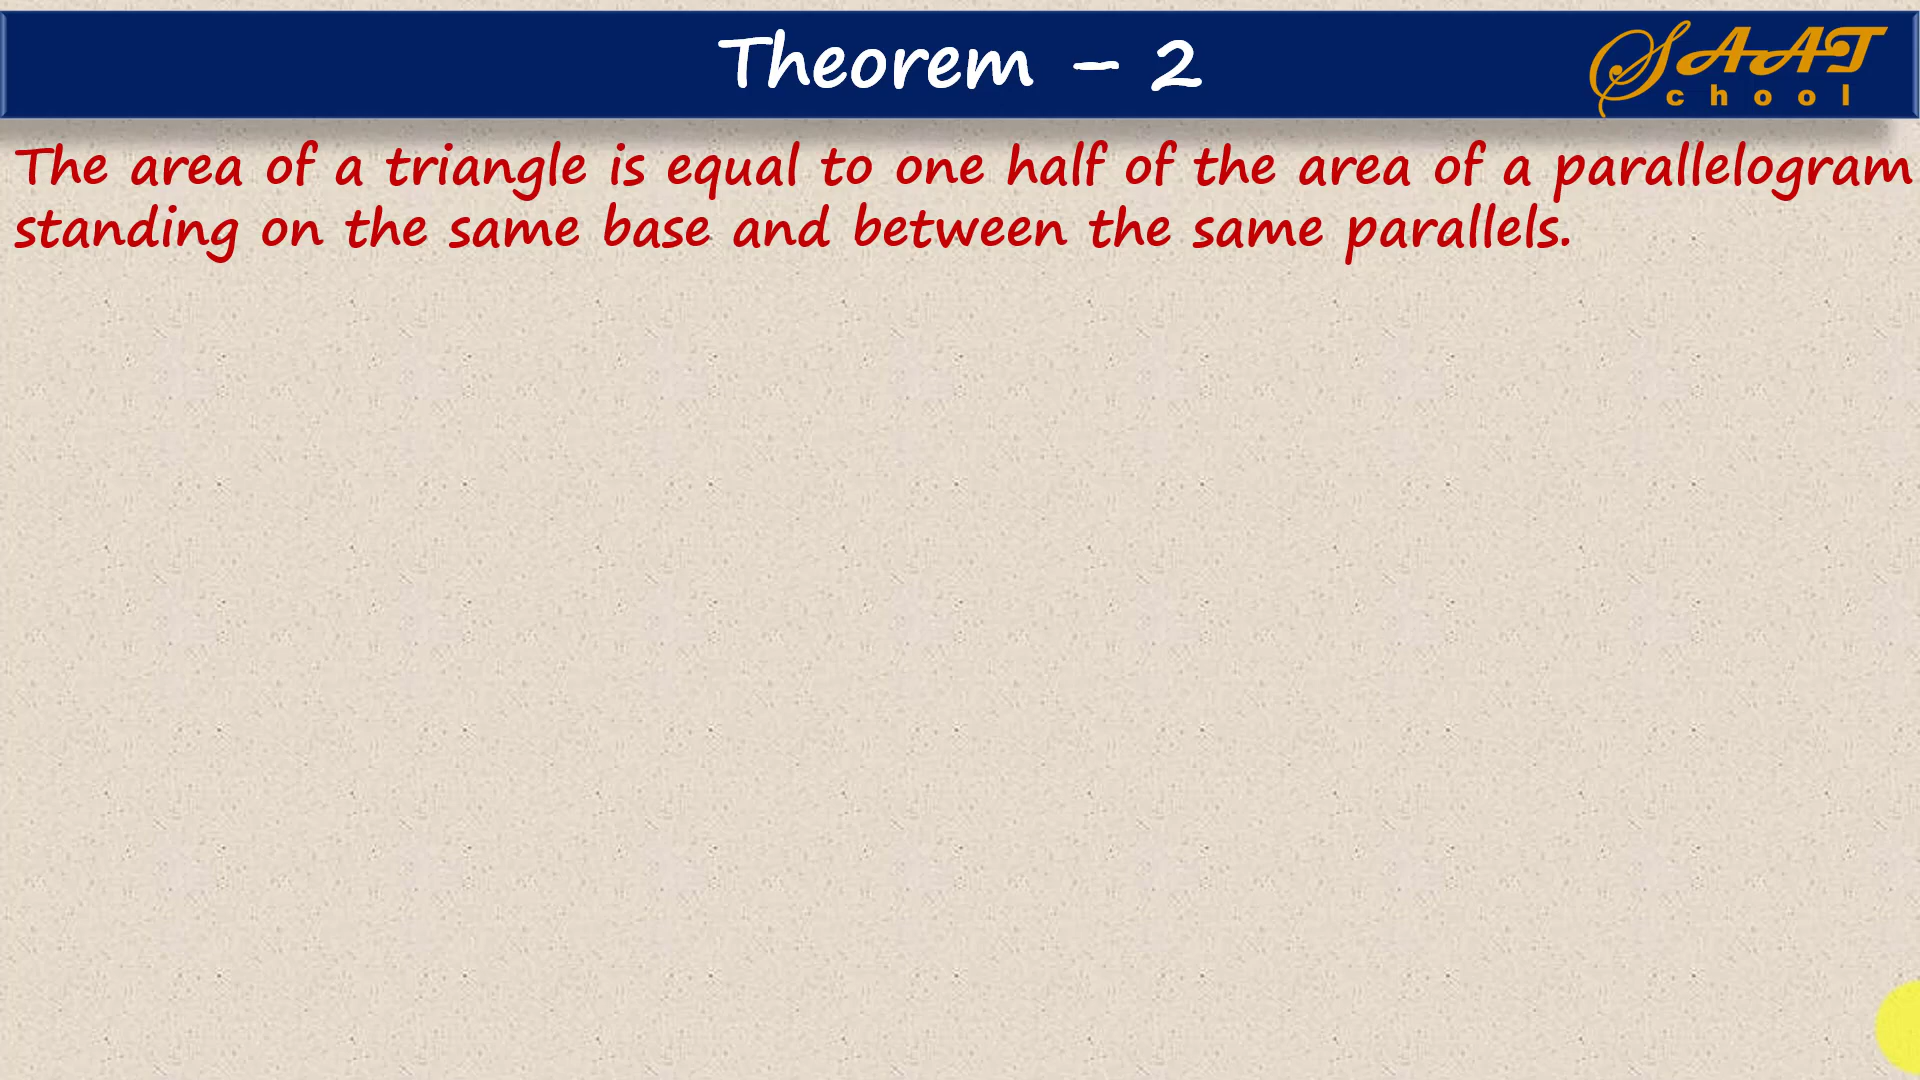 Theorem – 2
SAAT
chool
The area of a triangle is equal to one half of the area of a parallelogram
standing on the same base and between the same parallels.